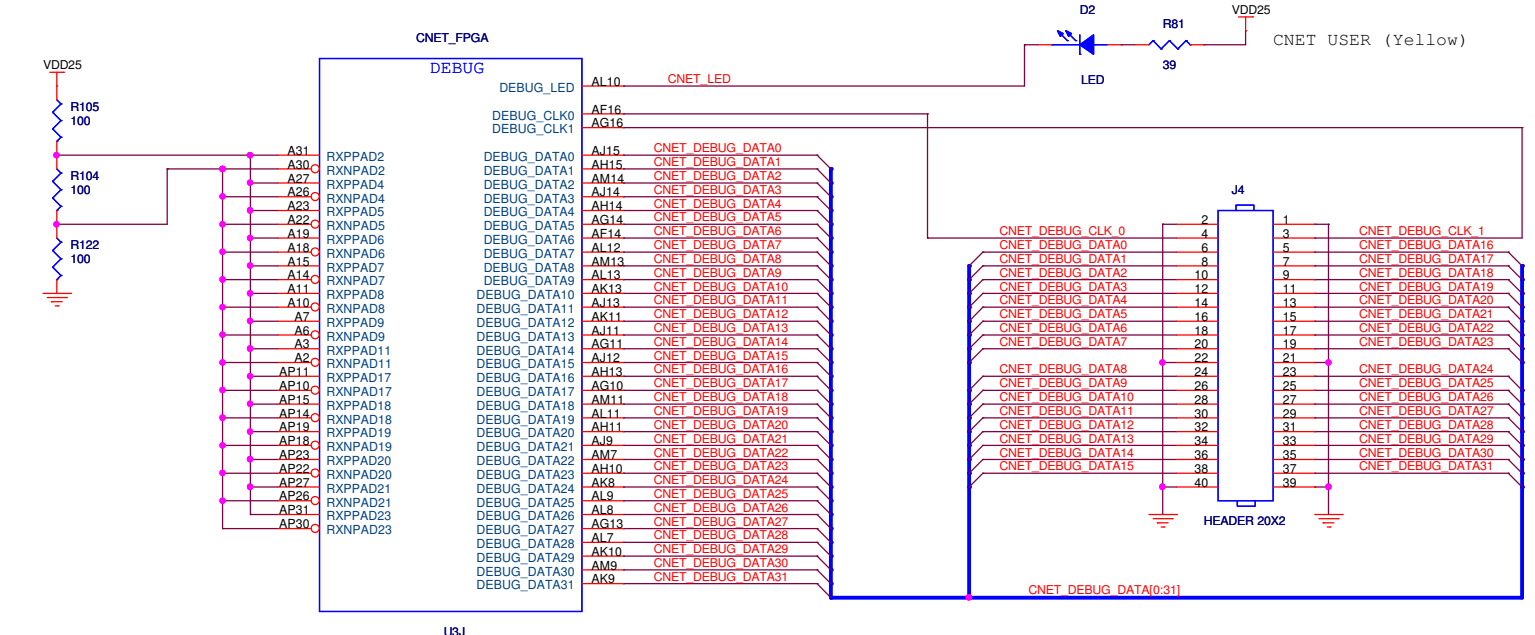 D2
R81
VDD25
CNET USER (Yellow)
39
LED
CNET_FPGA
DEBUG
VDD25
R105
100
R104
100
R122
100
DEBUG_LED AL10 CNET_LED
DEBUG_CLK0 AF16
DEBUG_CLK1 AG16
A31 RXPPAD2
A30 RXNPAD2
A27 RXPPAD4
A26 RXNPAD4
A23 RXPPAD5
A22 RXNPAD5
A19 RXPPAD6
A18 RXNPAD6
A15 RXPPAD7
A14 RXNPAD7
A11 RXPPAD8
A10 RXNPAD8
A7 RXPPAD9
A6 RXNPAD9
A3 RXPPAD11
A2 RXNPAD11
AP11 RXPPAD17
AP10 RXNPAD17
AP15 RXPPAD18
AP14 RXNPAD18
AP19 RXPPAD19
AP18 RXNPAD19
AP23 RXPPAD20
AP22 RXNPAD20
AP27 RXPPAD21
AP26 RXNPAD21
AP31 RXPPAD23
AP30 RXNPAD23
DEBUG_DATA0 AJ15 CNET_DEBUG_DATA0
DEBUG_DATA1 AH15 CNET_DEBUG_DATA1
DEBUG_DATA2 AM14 CNET_DEBUG_DATA2
DEBUG_DATA3 AJ14 CNET_DEBUG_DATA3
DEBUG_DATA4 AH14 CNET_DEBUG_DATA4
DEBUG_DATA5 AG14 CNET_DEBUG_DATA5
DEBUG_DATA6 AF14 CNET_DEBUG_DATA6
DEBUG_DATA7 AL12 CNET_DEBUG_DATA7
DEBUG_DATA8 AM13 CNET_DEBUG_DATA8
DEBUG_DATA9 AL13 CNET_DEBUG_DATA9
DEBUG_DATA10 AK13 CNET_DEBUG_DATA10
DEBUG_DATA11 AJ13 CNET_DEBUG_DATA11
DEBUG_DATA12 AK11 CNET_DEBUG_DATA12
DEBUG_DATA13 AJ11 CNET_DEBUG_DATA13
DEBUG_DATA14 AG11 CNET_DEBUG_DATA14
DEBUG_DATA15 AJ12 CNET_DEBUG_DATA15
DEBUG_DATA16 AH13 CNET_DEBUG_DATA16
DEBUG_DATA17 AG10 CNET_DEBUG_DATA17
DEBUG_DATA18 AM11 CNET_DEBUG_DATA18
DEBUG_DATA19 AL11 CNET_DEBUG_DATA19
DEBUG_DATA20 AH11 CNET_DEBUG_DATA20
DEBUG_DATA21 AJ9 CNET_DEBUG_DATA21
DEBUG_DATA22 AM7 CNET_DEBUG_DATA22
DEBUG_DATA23 AH10 CNET_DEBUG_DATA23
DEBUG_DATA24 AK8 CNET_DEBUG_DATA24
DEBUG_DATA25 AL9 CNET_DEBUG_DATA25
DEBUG_DATA26 AL8 CNET_DEBUG_DATA26
DEBUG_DATA27 AG13 CNET_DEBUG_DATA27
DEBUG_DATA28 AL7 CNET_DEBUG_DATA28
DEBUG_DATA29 AK10 CNET_DEBUG_DATA29
DEBUG_DATA30 AM9 CNET_DEBUG_DATA30
DEBUG_DATA31 AK9 CNET_DEBUG_DATA31
U3J
J4
2 1
CNET_DEBUG_CLK_0 4 3 CNET_DEBUG_CLK_1
CNET_DEBUG_DATA0 6 5 CNET_DEBUG_DATA16
CNET_DEBUG_DATA1 8 7 CNET_DEBUG_DATA17
CNET_DEBUG_DATA2 10 9 CNET_DEBUG_DATA18
CNET_DEBUG_DATA3 12 11 CNET_DEBUG_DATA19
CNET_DEBUG_DATA4 14 13 CNET_DEBUG_DATA20
CNET_DEBUG_DATA5 16 15 CNET_DEBUG_DATA21
CNET_DEBUG_DATA6 18 17 CNET_DEBUG_DATA22
CNET_DEBUG_DATA7 20 19 CNET_DEBUG_DATA23
22 21
CNET_DEBUG_DATA8 24 23 CNET_DEBUG_DATA24
CNET_DEBUG_DATA9 26 25 CNET_DEBUG_DATA25
CNET_DEBUG_DATA10 28 27 CNET_DEBUG_DATA26
CNET_DEBUG_DATA11 30 29 CNET_DEBUG_DATA27
CNET_DEBUG_DATA12 32 31 CNET_DEBUG_DATA28
CNET_DEBUG_DATA13 34 33 CNET_DEBUG_DATA29
CNET_DEBUG_DATA14 36 35 CNET_DEBUG_DATA30
CNET_DEBUG_DATA15 38 37 CNET_DEBUG_DATA31
40 39
HEADER 20X2
CNET_DEBUG_DATA[0:31]